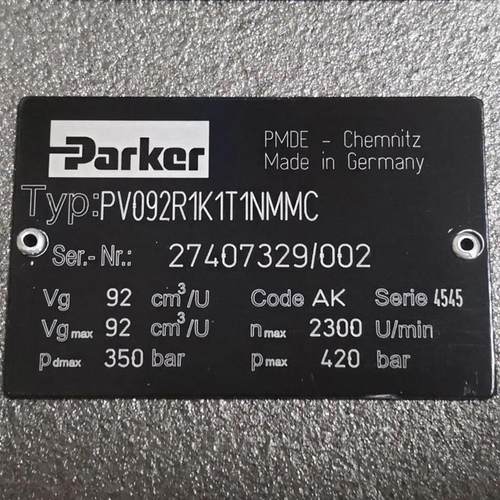 Parker
PMDE - Chemnitz
Made in Germany
Typ: PV092R1K1T1NMMC
Ser.-Nr.: 27407329/002
Vg 92 cm³/U Code AK Serie 4545
Vgmax 92 cm³/U nmax 2300 U/min
pdmax 350 bar pmax 420 bar